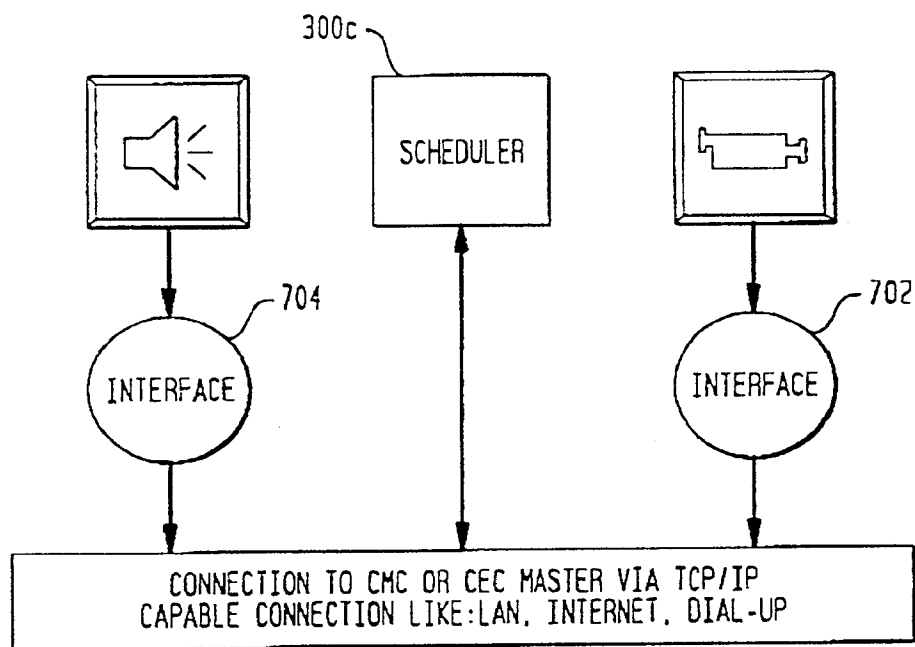 300c
SCHEDULER
704
702
INTERFACE
INTERFACE
CONNECTION TO CMC OR CEC MASTER VIA TCP/IP
CAPABLE CONNECTION LIKE:LAN, INTERNET, DIAL-UP